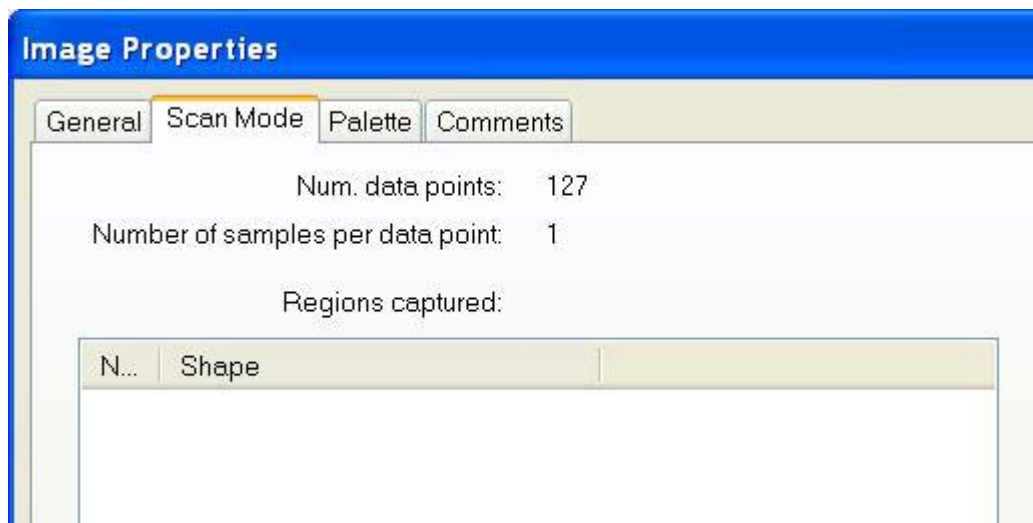 Image Properties
General Scan Mode Palette Comments
Num. data points: 127
Number of samples per data point: 1
Regions captured:
N... Shape